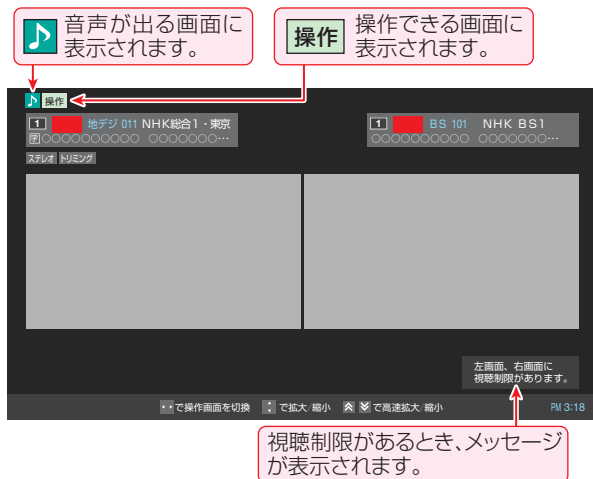 ♪ 音声が出る画面に
表示されます。
操作 操作できる画面に
表示されます。
♪ 操作
1 地デジ 011 NHK総合1・東京
字○○○○○○○○○○ ○○○○○○○…
1 BS 101 NHK BS1
○○○○○○○○○○ ○○○○○○○…
ステレオ トリミング
左画面、右画面に
視聴制限があります。
で操作画面を切換 で拡大/縮小 で高速拡大/縮小 PM 3:18
視聴制限があるとき、メッセージ
が表示されます。